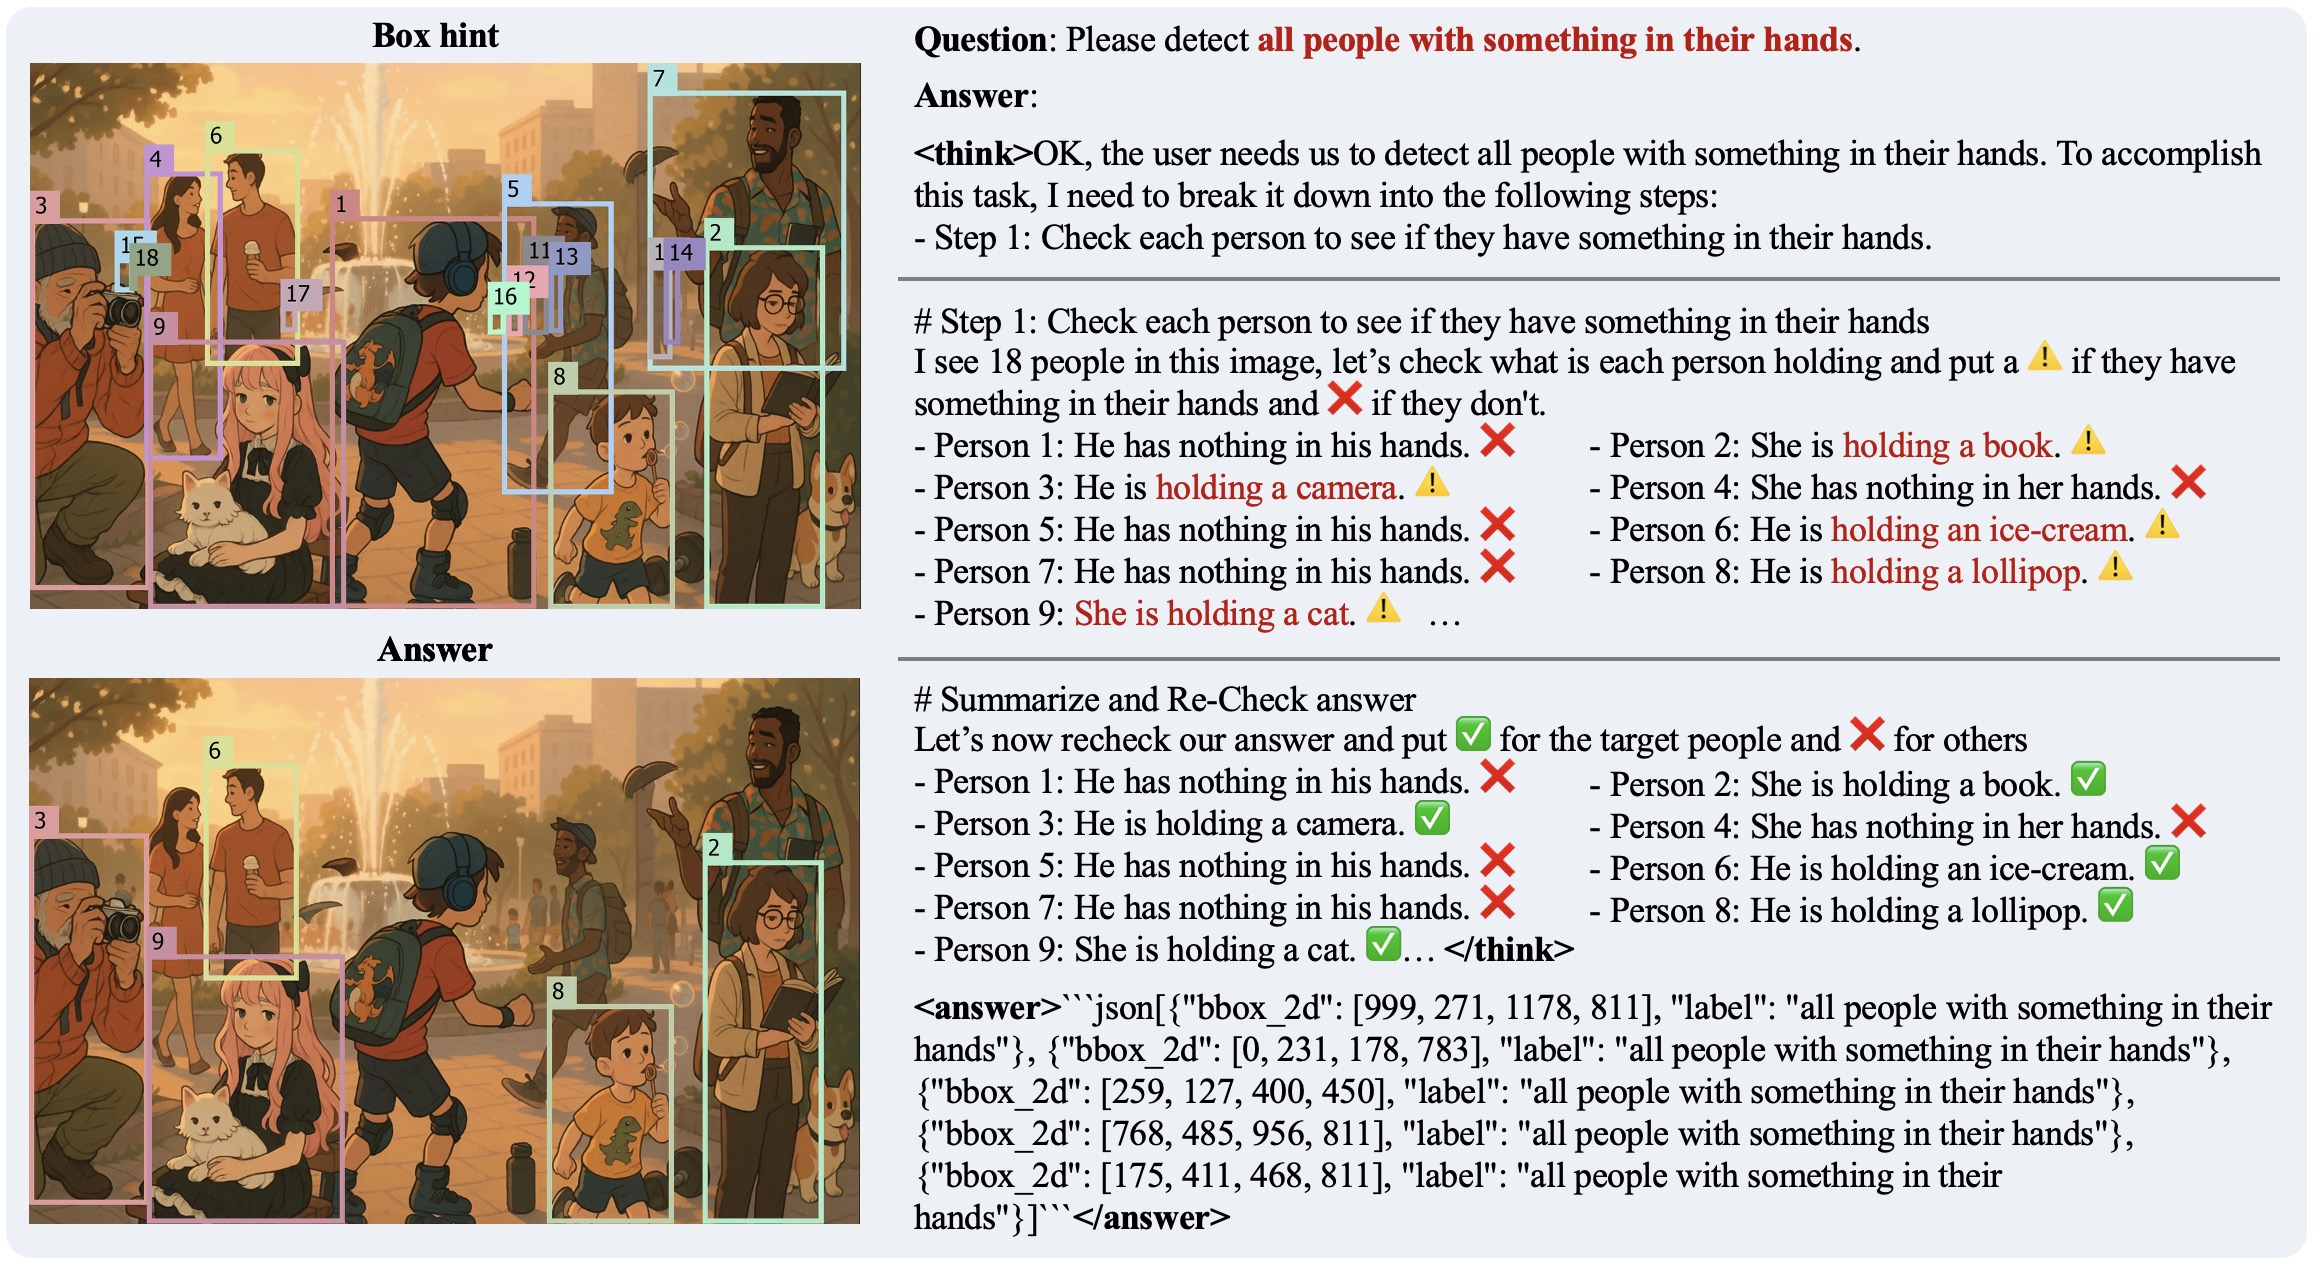 Box hint
7
6
4
5
3
1
2
15
18
11
13
1
14
12
16
17
9
8
Answer
6
3
2
9
8
Question: Please detect all people with something in their hands.
Answer:
<think>OK, the user needs us to detect all people with something in their hands. To accomplish
this task, I need to break it down into the following steps:
- Step 1: Check each person to see if they have something in their hands.
# Step 1: Check each person to see if they have something in their hands
I see 18 people in this image, let's check what is each person holding and put a ⚠️ if they have
something in their hands and ❌ if they don't.
- Person 1: He has nothing in his hands. ❌ - Person 2: She is holding a book. ⚠️
- Person 3: He is holding a camera. ⚠️ - Person 4: She has nothing in her hands. ❌
- Person 5: He has nothing in his hands. ❌ - Person 6: He is holding an ice-cream. ⚠️
- Person 7: He has nothing in his hands. ❌ - Person 8: He is holding a lollipop. ⚠️
- Person 9: She is holding a cat. ⚠️ …
# Summarize and Re-Check answer
Let's now recheck our answer and put ✅ for the target people and ❌ for others
- Person 1: He has nothing in his hands. ❌ - Person 2: She is holding a book. ✅
- Person 3: He is holding a camera. ✅ - Person 4: She has nothing in her hands. ❌
- Person 5: He has nothing in his hands. ❌ - Person 6: He is holding an ice-cream. ✅
- Person 7: He has nothing in his hands. ❌ - Person 8: He is holding a lollipop. ✅
- Person 9: She is holding a cat. ✅… </think>
<answer>```json[{"bbox_2d": [999, 271, 1178, 811], "label": "all people with something in their
hands"}, {"bbox_2d": [0, 231, 178, 783], "label": "all people with something in their hands"},
{"bbox_2d": [259, 127, 400, 450], "label": "all people with something in their hands"},
{"bbox_2d": [768, 485, 956, 811], "label": "all people with something in their hands"},
{"bbox_2d": [175, 411, 468, 811], "label": "all people with something in their
hands"}]```</answer>